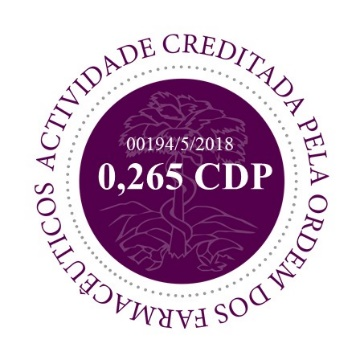 ACTIVIDADE CREDITADA PELA ORDEM DOS FARMACÊUTICOS
00194/5/2018
0,265 CDP